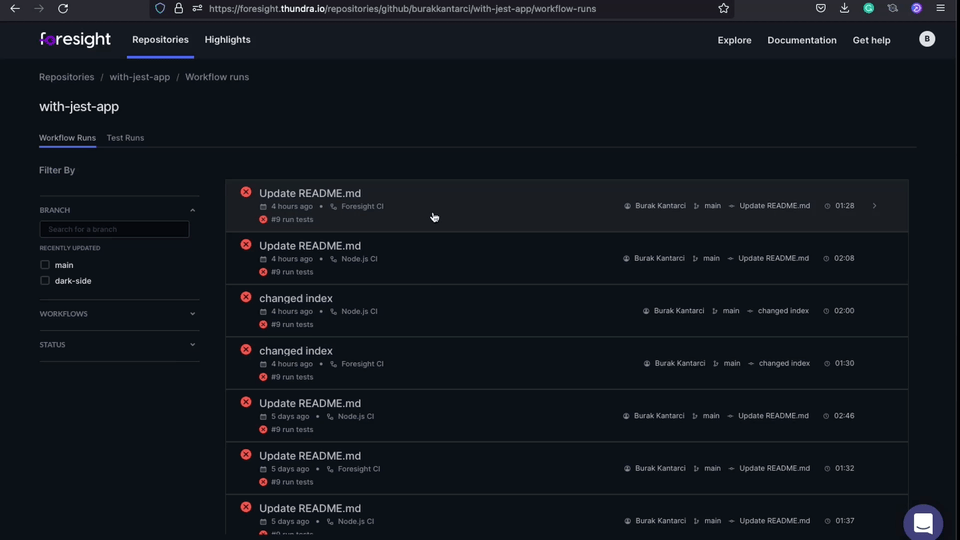 https://foresight.thundra.io/repositories/github/burakkantarci/with-jest-app/workflow-runs
foresight
Repositories
Highlights
Explore
Documentation
Get help
B
Repositories / with-jest-app / Workflow runs
with-jest-app
Workflow Runs
Test Runs
Filter By
BRANCH
Search for a branch
RECENTLY UPDATED
main
dark-side
WORKFLOWS
STATUS
Update README.md
4 hours ago • Foresight CI
#9 run tests
Burak Kantarci main Update README.md 01:28
Update README.md
4 hours ago • Node.js CI
#9 run tests
Burak Kantarci main Update README.md 02:08
changed index
4 hours ago • Node.js CI
#9 run tests
Burak Kantarci main changed index 02:00
changed index
4 hours ago • Foresight CI
#9 run tests
Burak Kantarci main changed index 01:30
Update README.md
5 days ago • Node.js CI
#9 run tests
Burak Kantarci main Update README.md 02:46
Update README.md
5 days ago • Foresight CI
#9 run tests
Burak Kantarci main Update README.md 01:32
Update README.md
5 days ago • Node.js CI
#9 run tests
Burak Kantarci main Update README.md 01:37